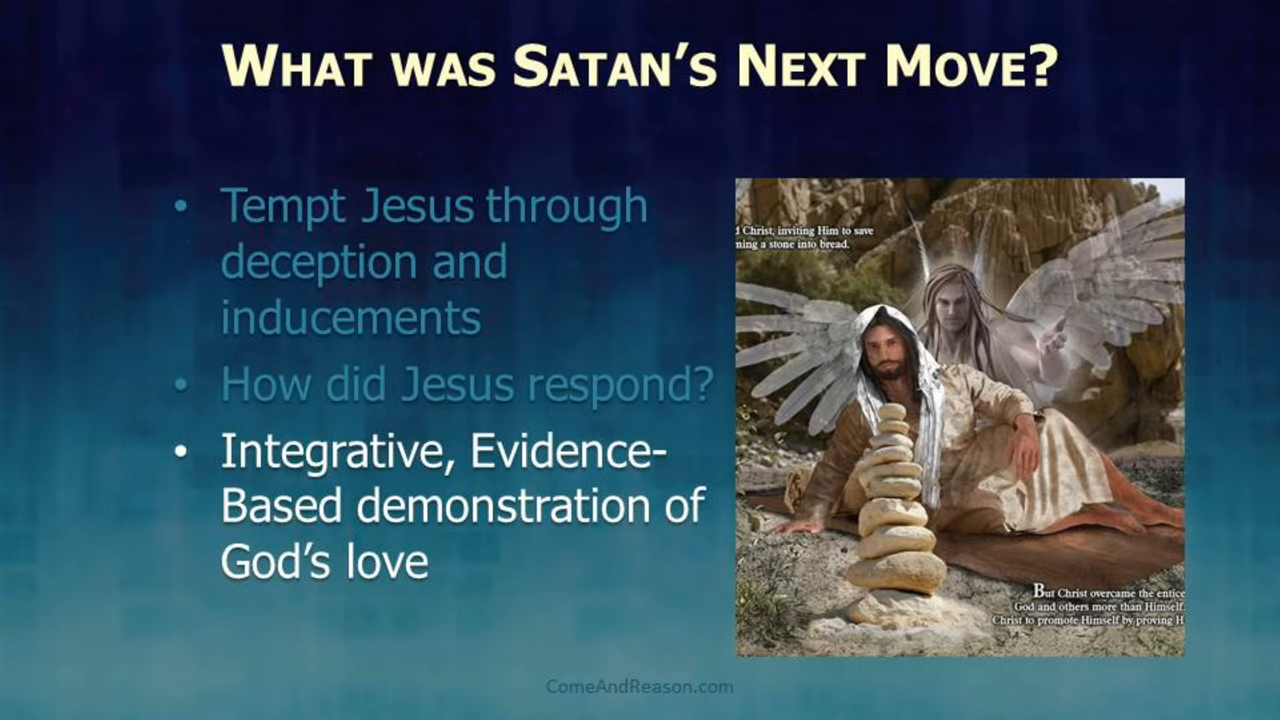 WHAT WAS SATAN'S NEXT MOVE?
• Tempt Jesus through
deception and
inducements
• How did Jesus respond?
• Integrative, Evidence-
Based demonstration of
God's love
d Christ, inviting Him to save
ning a stone into bread.
But Christ overcame the entice
God and others more than Himself.
Christ to promote Himself by proving H
ComeAndReason.com